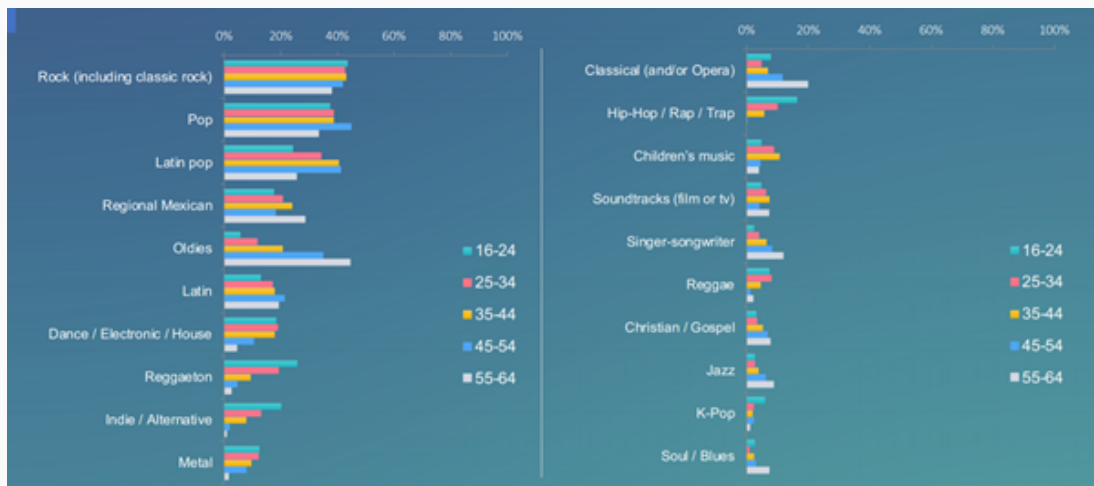 0% 20% 40% 60% 80% 100%
Rock (including classic rock)
Pop
Latin pop
Regional Mexican
Oldies
Latin
Dance / Electronic / House
Reggaeton
Indie / Alternative
Metal
16-24
25-34
35-44
45-54
55-64
0% 20% 40% 60% 80% 100%
Classical (and/or Opera)
Hip-Hop / Rap / Trap
Children's music
Soundtracks (film or tv)
Singer-songwriter
Reggae
Christian / Gospel
Jazz
K-Pop
Soul / Blues
16-24
25-34
35-44
45-54
55-64